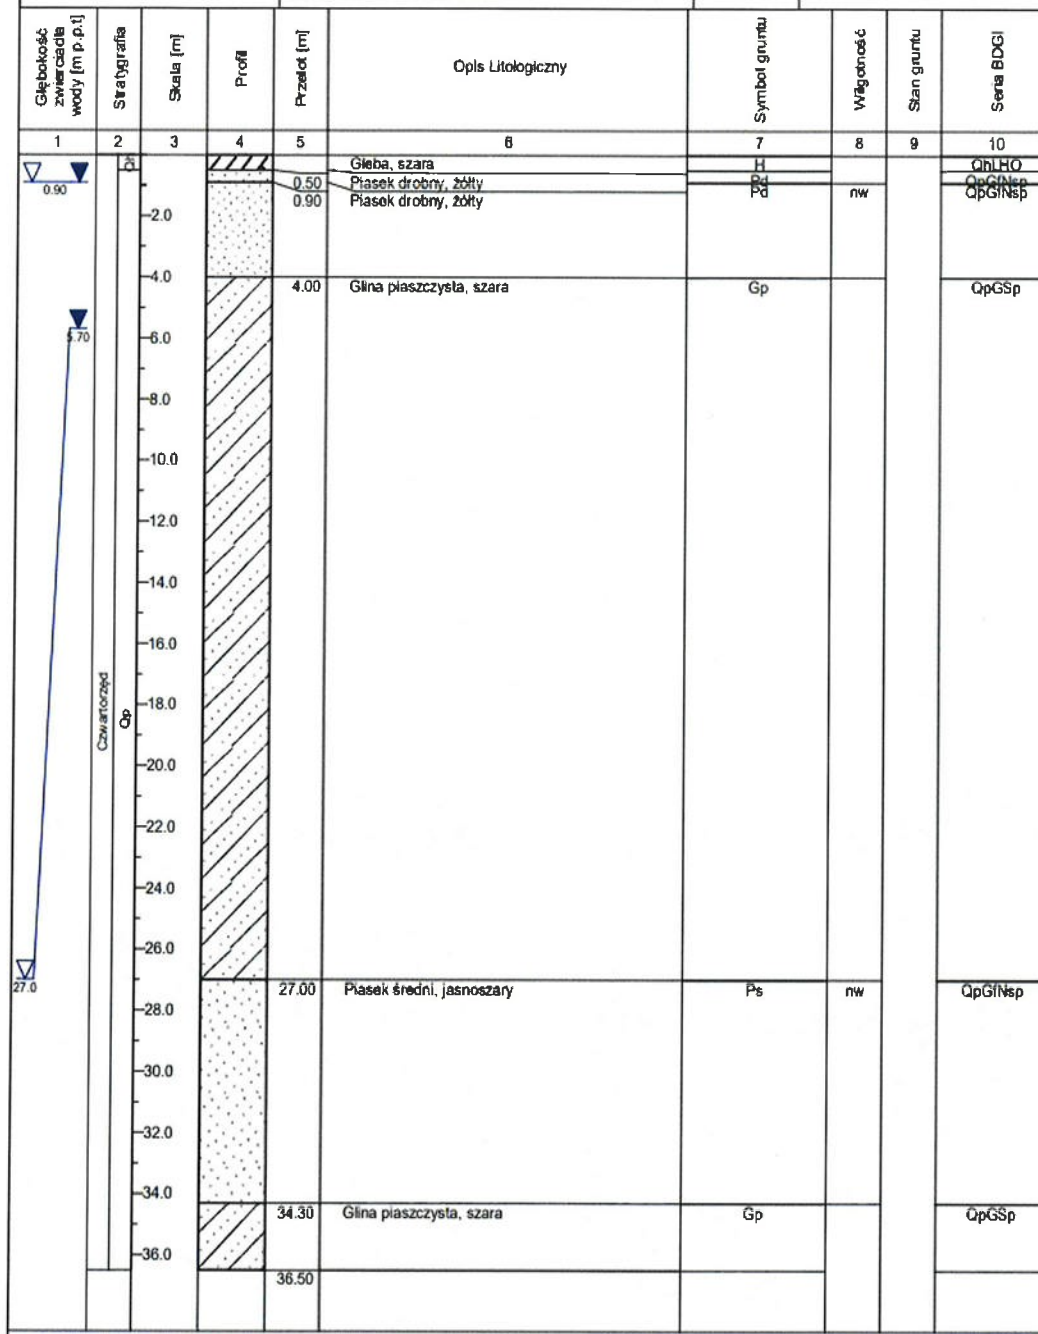 Głębokość zwierciadła wody [m p.p.t]
Stratygrafia
Skala [m]
Profil
Przelot [m]
Opis Litologiczny
Symbol gruntu
Wilgotność
Stan gruntu
Seria BDGI
1 2 3 4 5 6 7 8 9 10
Qh
Gleba, szara H QhLHO
0.90
0.50 Piasek drobny, żółty Pd QpGfNsp
0.90 Piasek drobny, żółty Pd nw QpGfNsp
2.0
4.0
4.00 Glina piaszczysta, szara Gp QpGSp
5.70
6.0
8.0
10.0
12.0
14.0
16.0
Czwartorzęd
Qp
18.0
20.0
22.0
24.0
26.0
27.0
27.00 Piasek średni, jasnoszary Ps nw QpGfNsp
28.0
30.0
32.0
34.0
34.30 Glina piaszczysta, szara Gp QpGSp
36.0
36.50